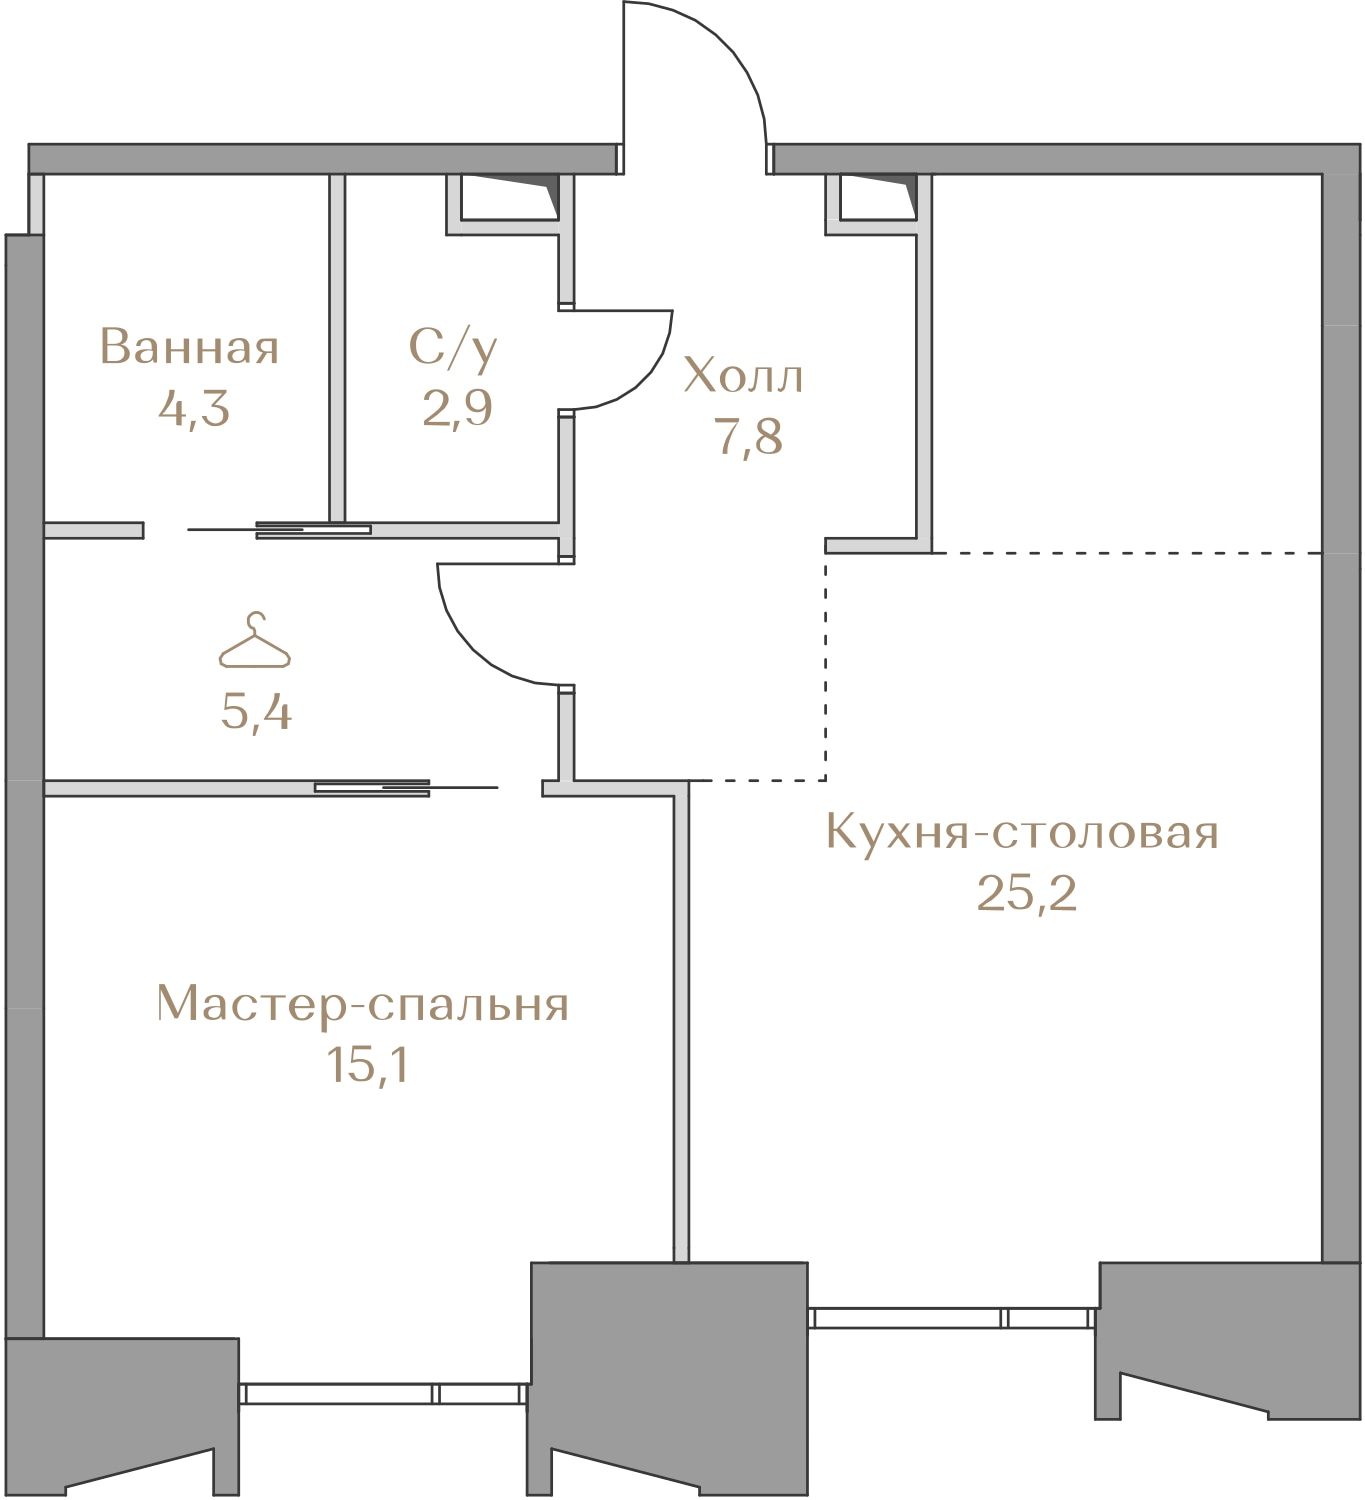 Ванная
4,3
С/у
2,9
Холл
7,8
5,4
Кухня-столовая
25,2
Мастер-спальня
15,1